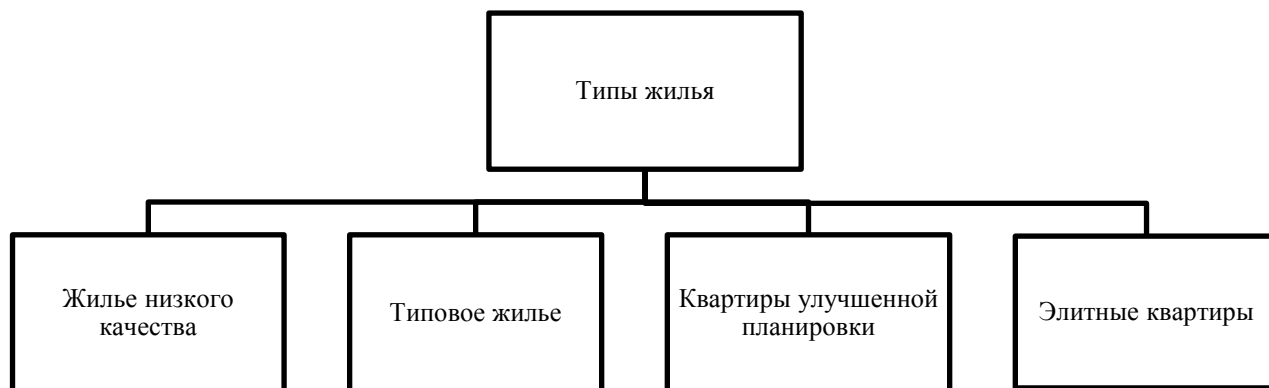 Типы жилья
Жилье низкого
качества
Типовое жилье
Квартиры улучшенной
планировки
Элитные квартиры